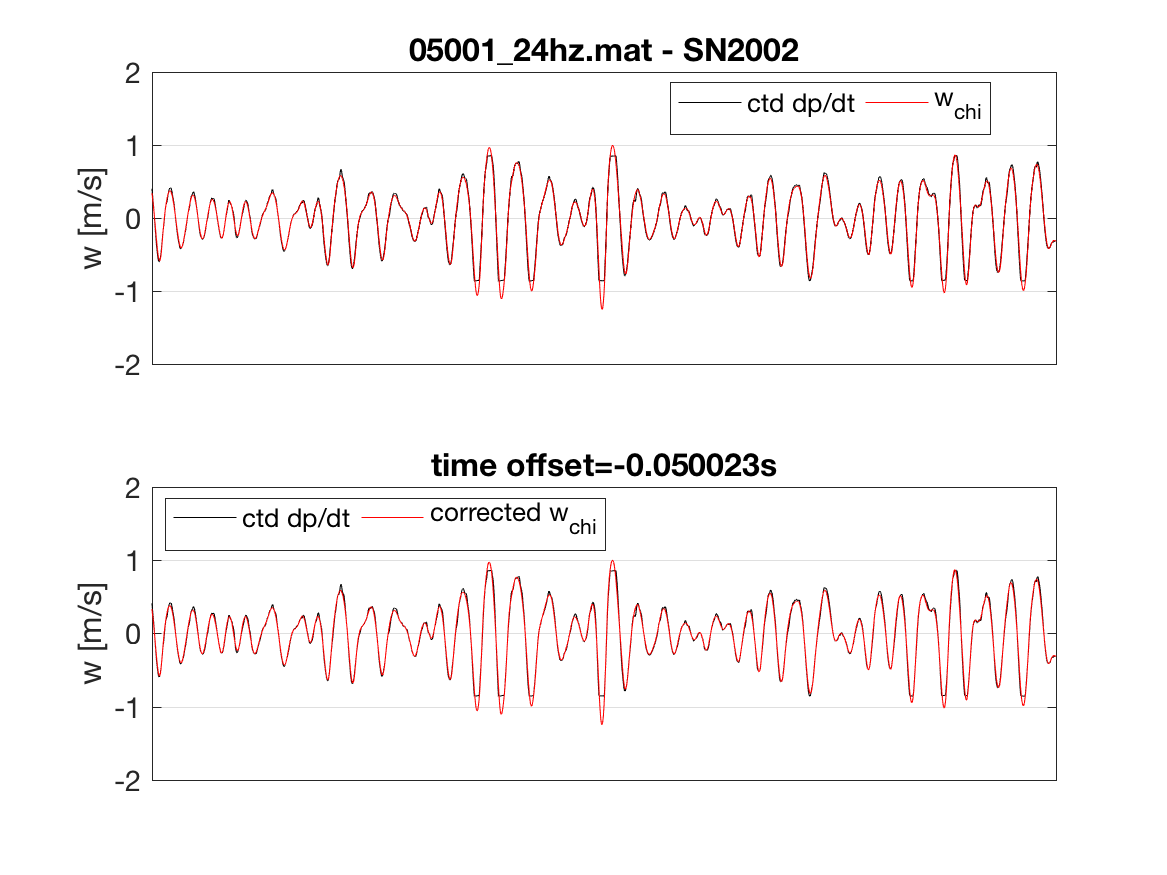 05001_24hz.mat - SN2002
2
ctd dp/dt w_chi
1
w [m/s]
0
-1
-2
time offset=-0.050023s
2
ctd dp/dt corrected w_chi
1
w [m/s]
0
-1
-2